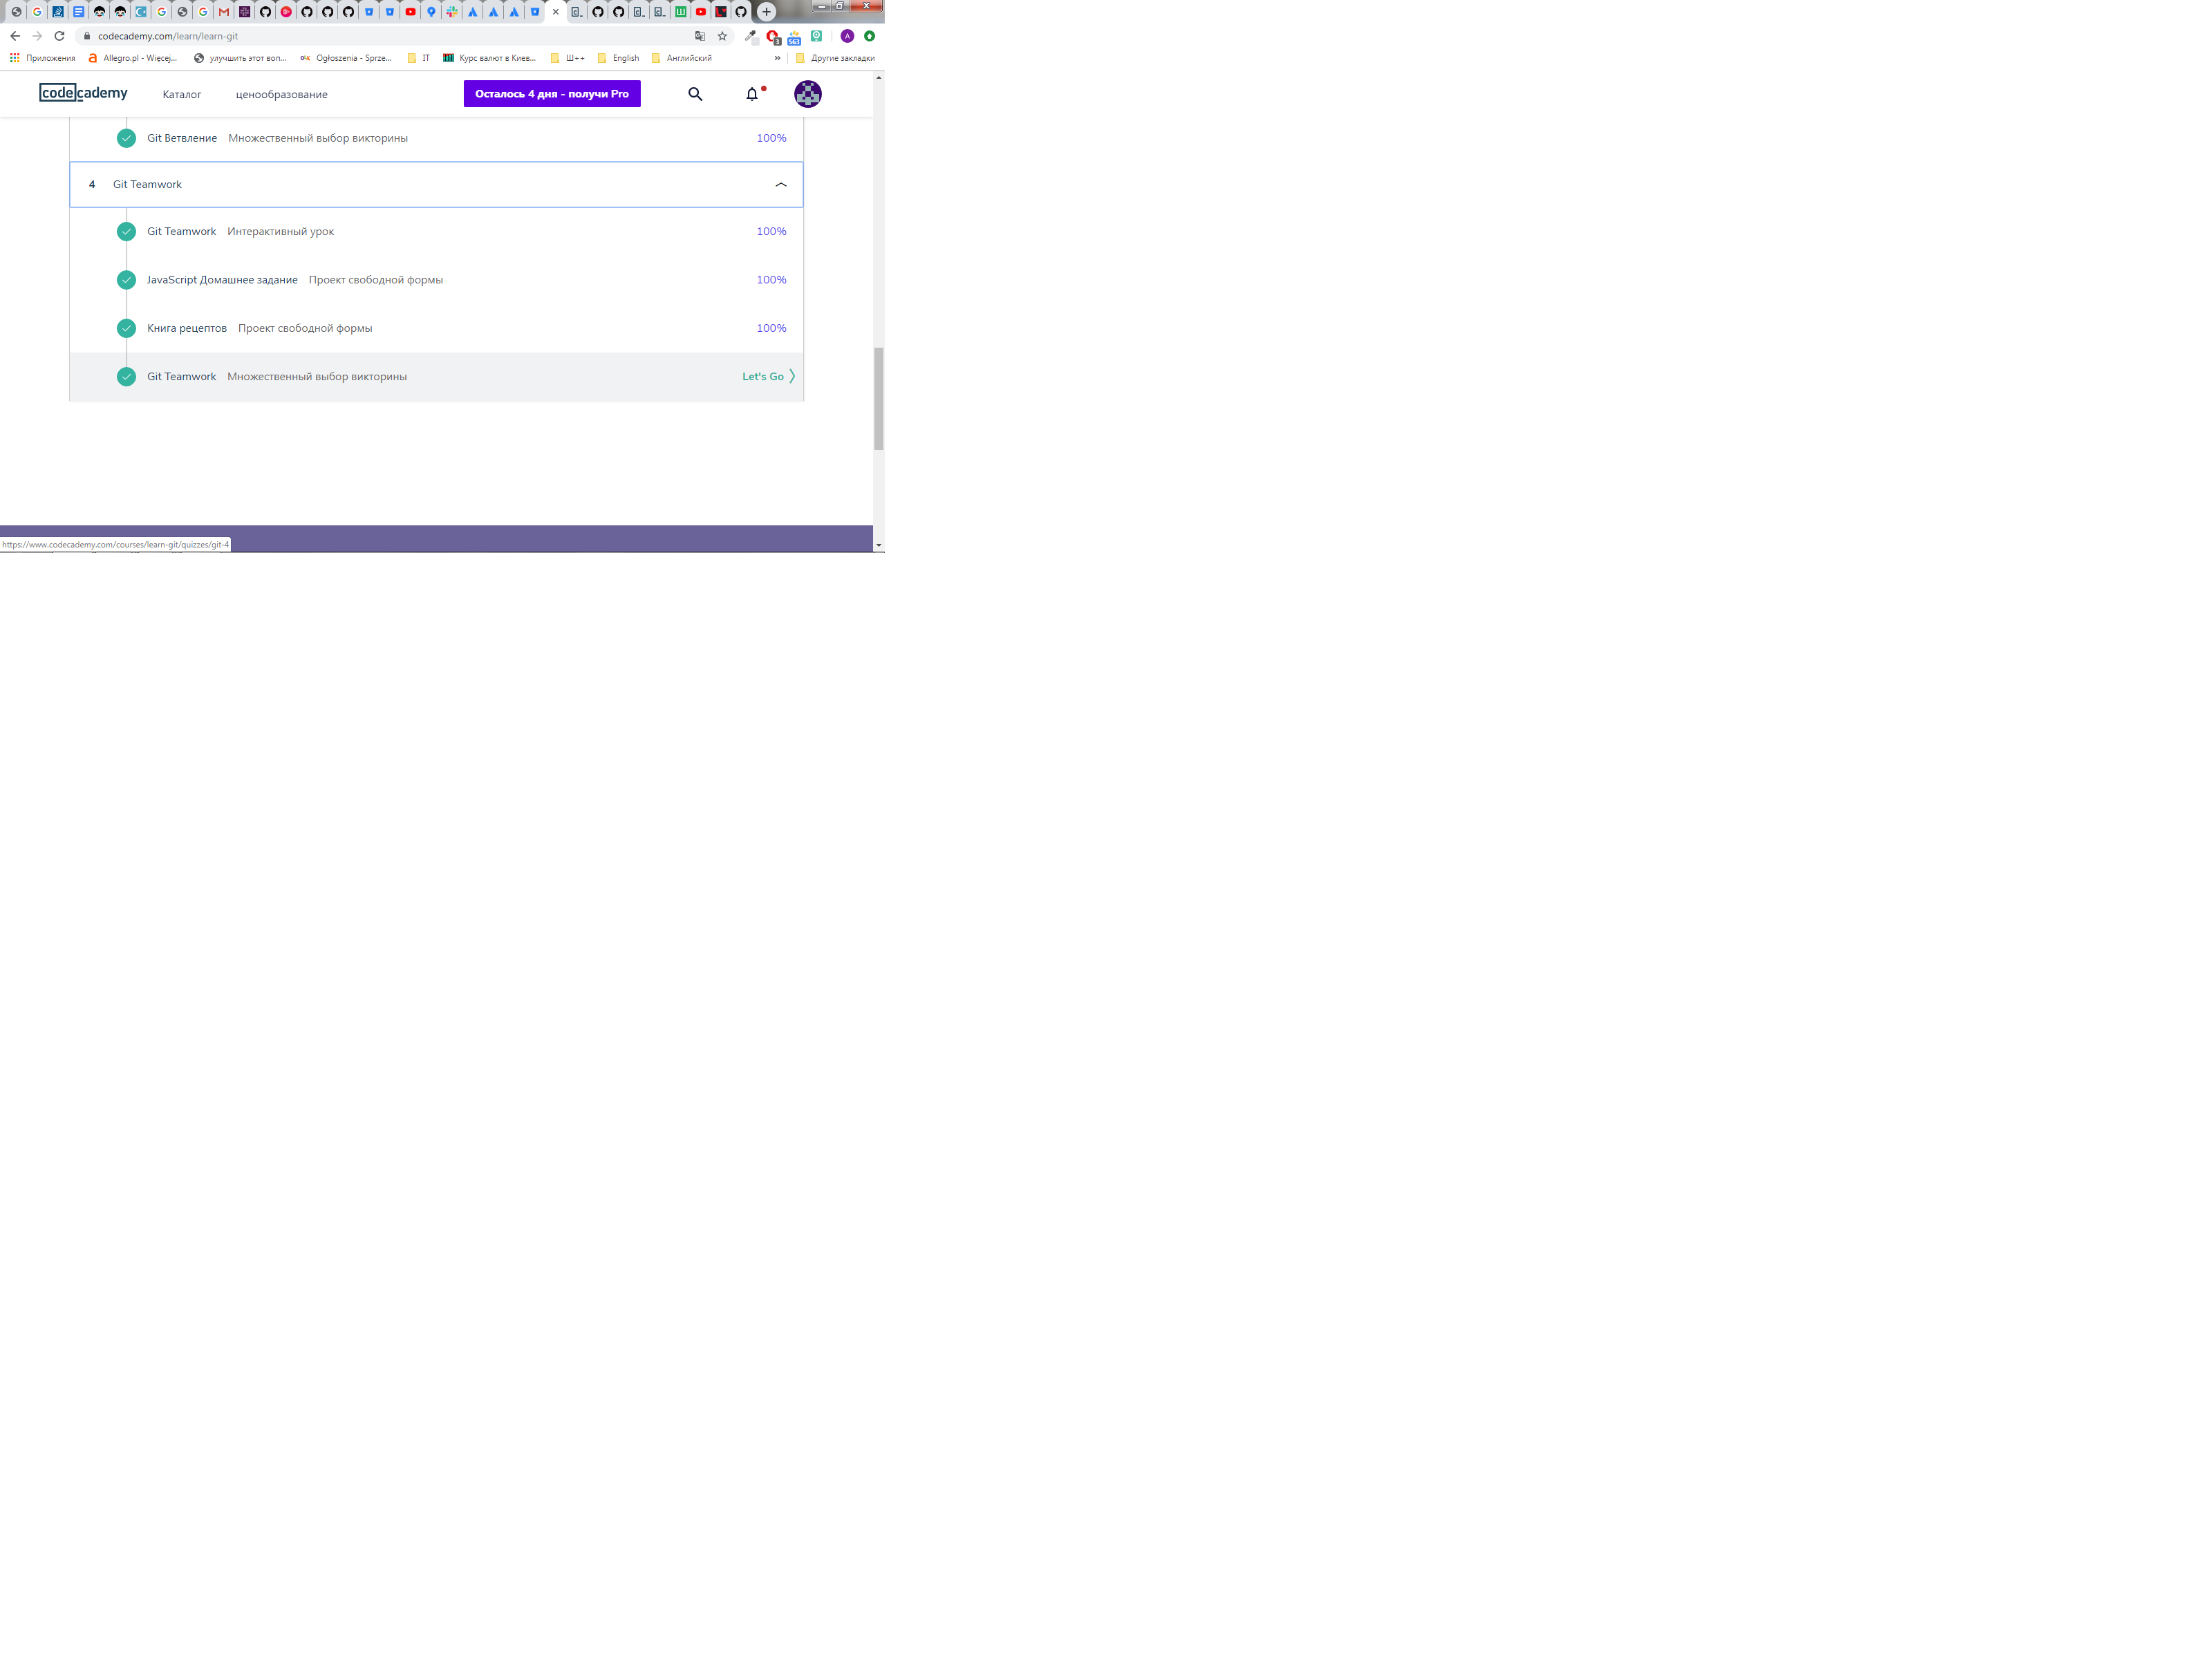 codecademy.com/learn/learn-git
3
563
A
Приложения
Allegro.pl - Więcej...
улучшить этот воп...
Ogłoszenia - Sprze...
IT
Курс валют в Киев...
Ш++
English
Английский
»
Другие закладки
codecademy
Каталог
ценообразование
Осталось 4 дня - получи Pro
Git Ветвление Множественный выбор викторины 100%
4 Git Teamwork
Git Teamwork Интерактивный урок 100%
JavaScript Домашнее задание Проект свободной формы 100%
Книга рецептов Проект свободной формы 100%
Git Teamwork Множественный выбор викторины Let's Go
https://www.codecademy.com/courses/learn-git/quizzes/git-4